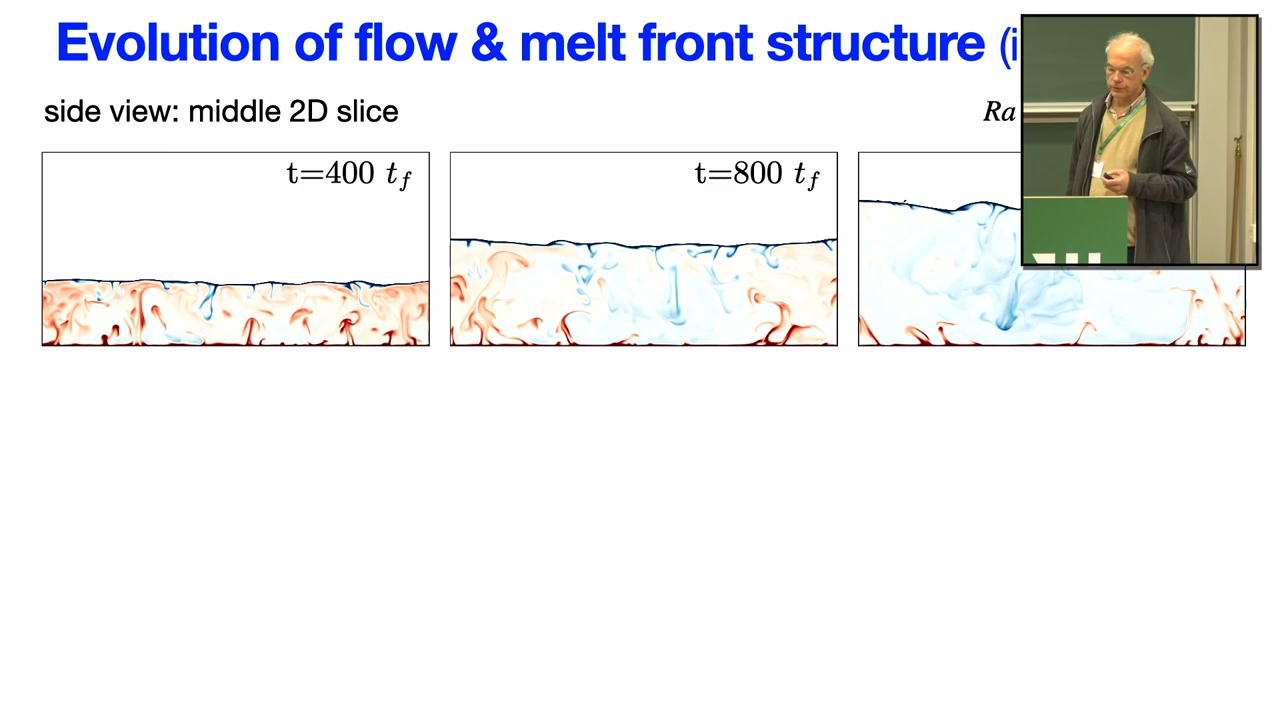 Evolution of flow & melt front structure (i
side view: middle 2D slice
Ra
t=400 t_f
t=800 t_f